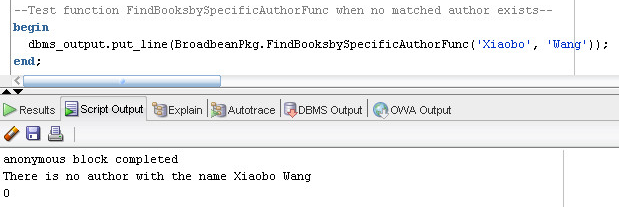 --Test function FindBooksbySpecificAuthorFunc when no matched author exists--
begin
dbms_output.put_line(BroadbeanPkg.FindBooksbySpecificAuthorFunc('Xiaobo', 'Wang'));
end;
Results Script Output Explain Autotrace DBMS Output OWA Output
anonymous block completed
There is no author with the name Xiaobo Wang
0